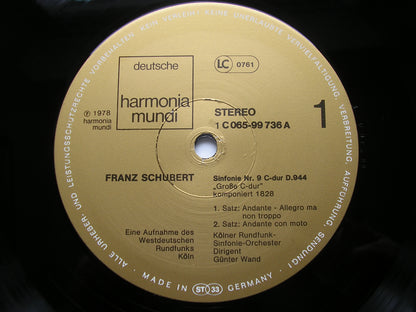 deutsche
harmonia
mundi
LC 0761
℗ 1978
harmonia
mundi
STEREO
1 C 065-99 736 A
1
FRANZ SCHUBERT
Sinfonie Nr. 9 C-dur D.944
„Große C-dur"
komponiert 1828
1. Satz: Andante - Allegro ma
non troppo
2. Satz: Andante con moto
Eine Aufnahme des
Westdeutschen
Rundfunks
Köln
Kölner Rundfunk-
Sinfonie-Orchester
Dirigent
Günter Wand
ALLE URHEBER- UND LEISTUNGSSCHUTZRECHTE VORBEHALTEN. KEINE UNERLAUBTE VERVIELFÄLTIGUNG, VERBREITUNG, AUFFÜHRUNG, SENDUNG!
MADE IN GERMANY
ST 33